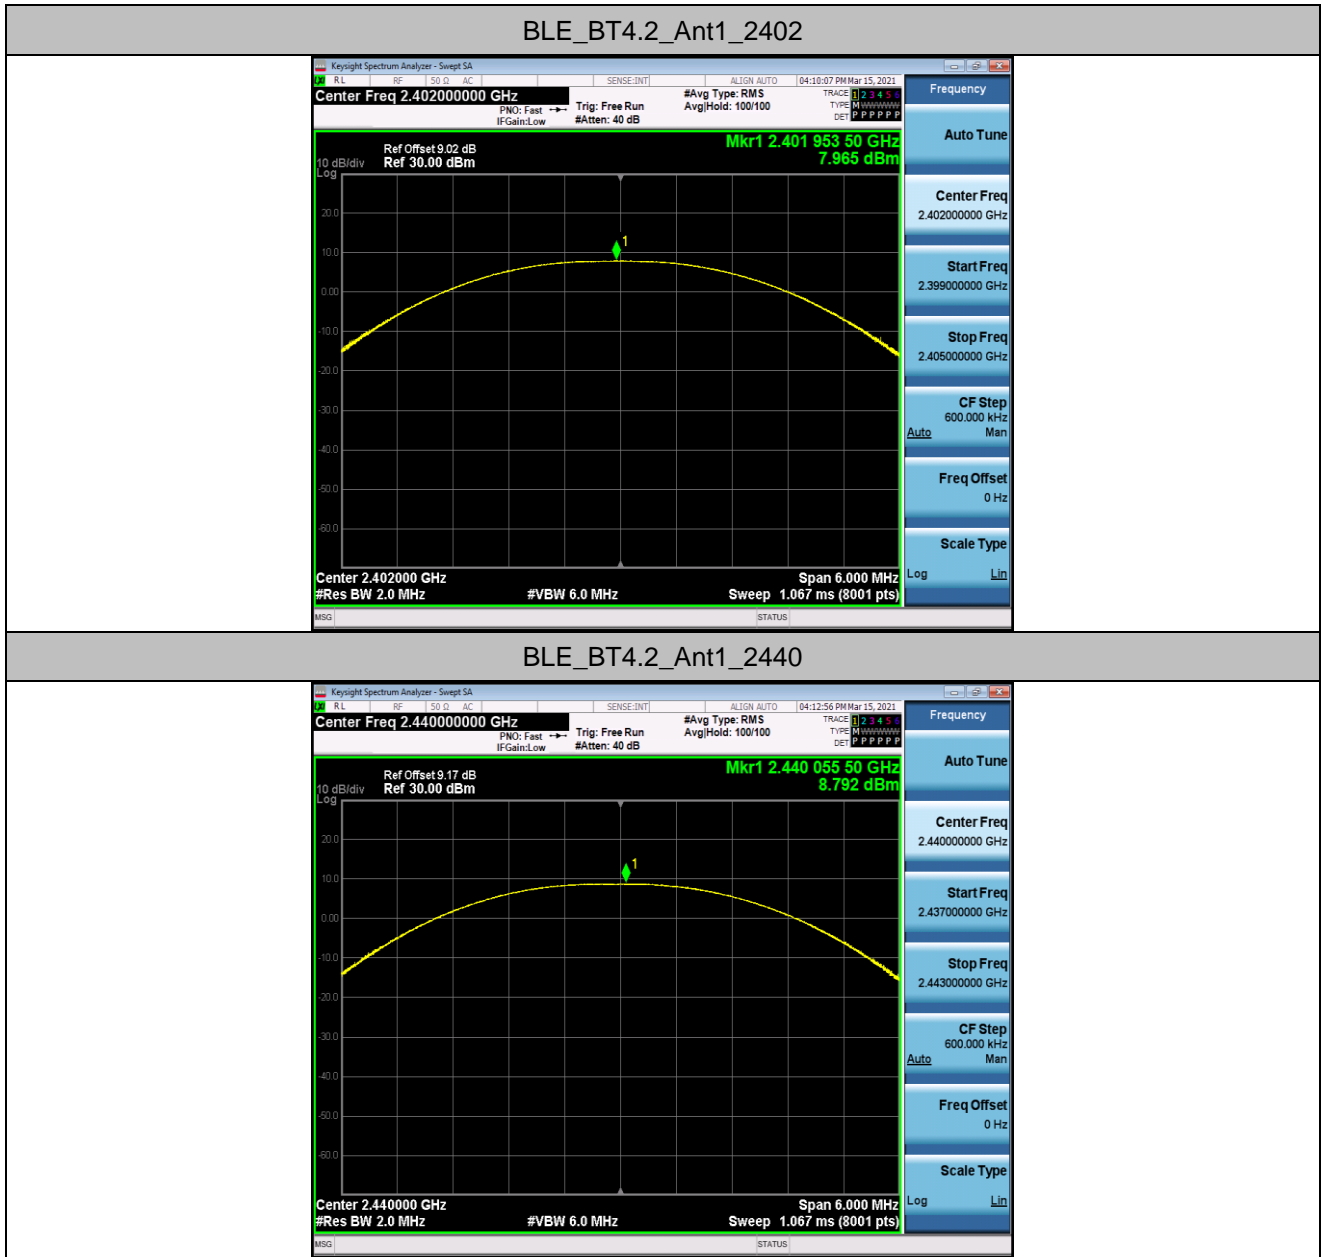 BLE_BT4.2_Ant1_2402
Keysight Spectrum Analyzer - Swept SA
RL RF 50 Ω AC SENSE:INT ALIGN AUTO 04:10:07 PM Mar 15, 2021
Center Freq 2.402000000 GHz
PNO: Fast
IFGain:Low
Trig: Free Run
#Atten: 40 dB
#Avg Type: RMS
Avg|Hold: 100/100
TRACE 1 2 3 4 5 6
TYPE M W W W W W
DET P P P P P P
Frequency
Auto Tune
Center Freq
2.402000000 GHz
Start Freq
2.399000000 GHz
Stop Freq
2.405000000 GHz
CF Step
600.000 kHz
Auto Man
Freq Offset
0 Hz
Scale Type
Log Lin
Mkr1 2.401 953 50 GHz
7.965 dBm
Ref Offset 9.02 dB
10 dB/div Ref 30.00 dBm
Log
20.0
10.0
0.00
-10.0
-20.0
-30.0
-40.0
-50.0
-60.0
1
Center 2.402000 GHz Span 6.000 MHz
#Res BW 2.0 MHz #VBW 6.0 MHz Sweep 1.067 ms (8001 pts)
MSG STATUS
BLE_BT4.2_Ant1_2440
Keysight Spectrum Analyzer - Swept SA
RL RF 50 Ω AC SENSE:INT ALIGN AUTO 04:12:56 PM Mar 15, 2021
Center Freq 2.440000000 GHz
PNO: Fast
IFGain:Low
Trig: Free Run
#Atten: 40 dB
#Avg Type: RMS
Avg|Hold: 100/100
TRACE 1 2 3 4 5 6
TYPE M W W W W W
DET P P P P P P
Frequency
Auto Tune
Center Freq
2.440000000 GHz
Start Freq
2.437000000 GHz
Stop Freq
2.443000000 GHz
CF Step
600.000 kHz
Auto Man
Freq Offset
0 Hz
Scale Type
Log Lin
Mkr1 2.440 055 50 GHz
8.792 dBm
Ref Offset 9.17 dB
10 dB/div Ref 30.00 dBm
Log
20.0
10.0
0.00
-10.0
-20.0
-30.0
-40.0
-50.0
-60.0
1
Center 2.440000 GHz Span 6.000 MHz
#Res BW 2.0 MHz #VBW 6.0 MHz Sweep 1.067 ms (8001 pts)
MSG STATUS